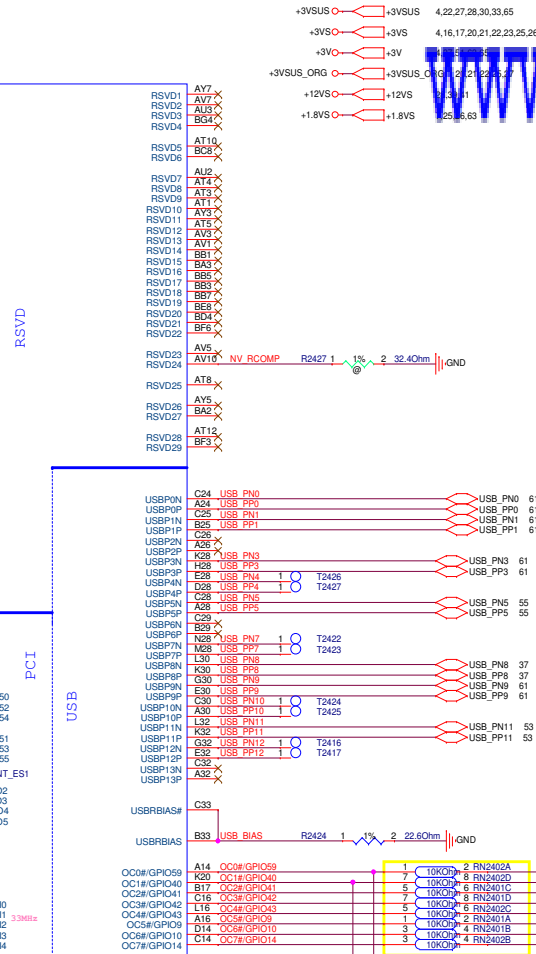 +3VSUS +3VSUS 4,22,27,28,30,33,65
+3VS +3VS 4,16,17,20,21,22,23,25,26
+3V +3V
+3VSUS_ORG +3VSUS_ORG
+12VS +12VS
+1.8VS +1.8VS
WWW
RSVD1 AY7
RSVD2 AV7
RSVD3 AU3
RSVD4 BG4
RSVD5 AT10
RSVD6 BC8
RSVD7 AU2
RSVD8 AT4
RSVD9 AT3
RSVD10 AT1
RSVD11 AY3
RSVD12 AT5
RSVD13 AV3
RSVD14 AV1
RSVD15 BB1
RSVD16 BA3
RSVD17 BB5
RSVD18 BB3
RSVD19 BB7
RSVD20 BE8
RSVD21 BD4
RSVD22 BF6
RSVD
RSVD23 AV5
RSVD24 AV10 NV_RCOMP R2427 1 1% 2 32.4Ohm GND
@
RSVD25 AT8
RSVD26 AY5
RSVD27 BA2
RSVD28 AT12
RSVD29 BF3
USBP0N C24 USB_PN0 USB_PN0 61
USBP0P A24 USB_PP0 USB_PP0 61
USBP1N C25 USB_PN1 USB_PN1 61
USBP1P B25 USB_PP1 USB_PP1 61
USBP2N C26
USBP2P A26
USBP3N K28 USB_PN3 USB_PN3 61
USBP3P H28 USB_PP3 USB_PP3 61
USBP4N E28 USB_PN4 1 T2426
USBP4P D28 USB_PP4 1 T2427
USBP5N C28 USB_PN5 USB_PN5 55
USBP5P A28 USB_PP5 USB_PP5 55
USBP6N C29
USBP6P B29
USBP7N N28 USB_PN7 1 T2422
USBP7P M28 USB_PP7 1 T2423
USBP8N L30 USB_PN8 USB_PN8 37
USBP8P K30 USB_PP8 USB_PP8 37
USBP9N G30 USB_PN9 USB_PN9 61
USBP9P E30 USB_PP9 USB_PP9 61
USBP10N C30 USB_PN10 1 T2424
USBP10P A30 USB_PP10 1 T2425
USBP11N L32 USB_PN11 USB_PN11 53
USBP11P K32 USB_PP11 USB_PP11 53
USBP12N G32 USB_PN12 1 T2416
USBP12P E32 USB_PP12 1 T2417
USBP13N C32
USBP13P A32
PCI
USB
50
52
54
51
53
55
NT_ES1
USBRBIAS# C33
USBRBIAS B33 USB_BIAS R2424 1 1% 2 22.6Ohm GND
33MHz
OC0#/GPIO59 A14 OC0#/GPIO59 1 10KOhm 2 RN2402A
OC1#/GPIO40 K20 OC1#/GPIO40 7 10KOhm 8 RN2402D
OC2#/GPIO41 B17 OC2#/GPIO41 5 10KOhm 6 RN2401C
OC3#/GPIO42 C16 OC3#/GPIO42 7 10KOhm 8 RN2401D
OC4#/GPIO43 L16 OC4#/GPIO43 5 10KOhm 6 RN2402C
OC5#/GPIO9 A16 OC5#/GPIO9 1 10KOhm 2 RN2401A
OC6#/GPIO10 D14 OC6#/GPIO10 3 10KOhm 4 RN2401B
OC7#/GPIO14 C14 OC7#/GPIO14 3 10KOhm 4 RN2402B